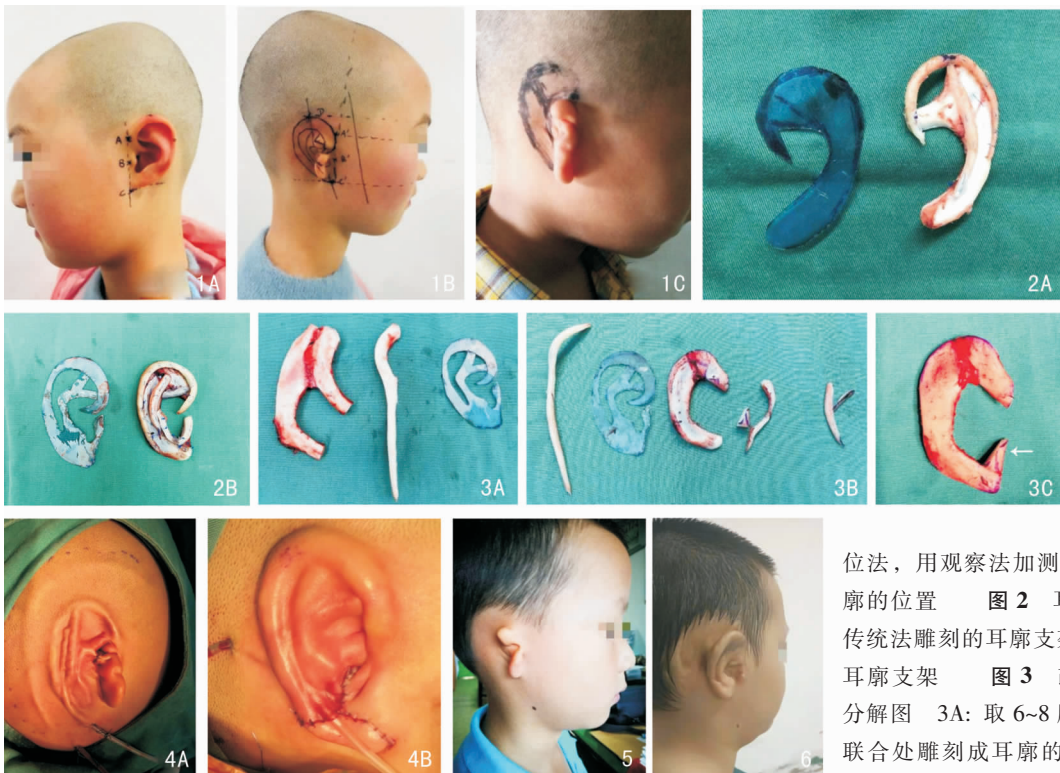 1A
1B
1C
2A
A
B
C
2B
3A
3B
3C
4A
4B
5
6
位法，用观察法加测
廓的位置 图 2 耳
耳廓支架 图 3
分解图 3A: 取 6~8
联合处雕刻成耳廓的
传统法雕刻的耳廓支